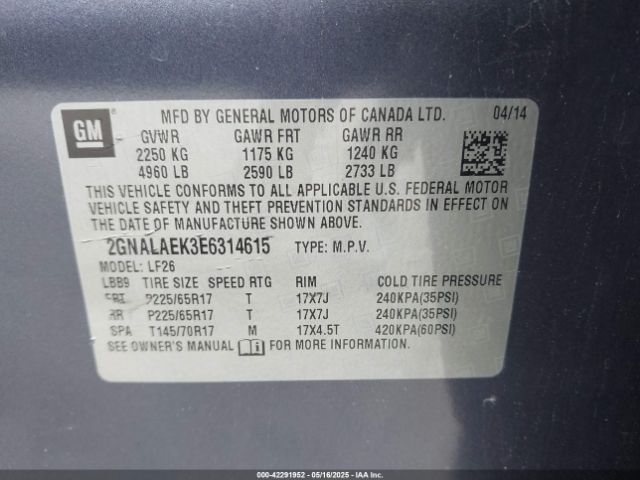 GM
MFD BY GENERAL MOTORS OF CANADA LTD. 04/14
GVWR GAWR FRT GAWR RR
2250 KG 1175 KG 1240 KG
4960 LB 2590 LB 2733 LB
THIS VEHICLE CONFORMS TO ALL APPLICABLE U.S. FEDERAL MOTOR
VEHICLE SAFETY AND THEFT PREVENTION STANDARDS IN EFFECT ON THE
DATE OF MANUFACTURE SHOWN ABOVE.
2GNALAEK3E6314615 TYPE: M.P.V.
MODEL: LF26
LBB9 TIRE SIZE SPEED RTG RIM COLD TIRE PRESSURE
FRT P225/65R17 T 17X7J 240KPA(35PSI)
RR P225/65R17 T 17X7J 240KPA(35PSI)
SPA T145/70R17 M 17X4.5T 420KPA(60PSI)
SEE OWNER'S MANUAL FOR MORE INFORMATION.
000-42291952 05/16/2025 IAAI.COM